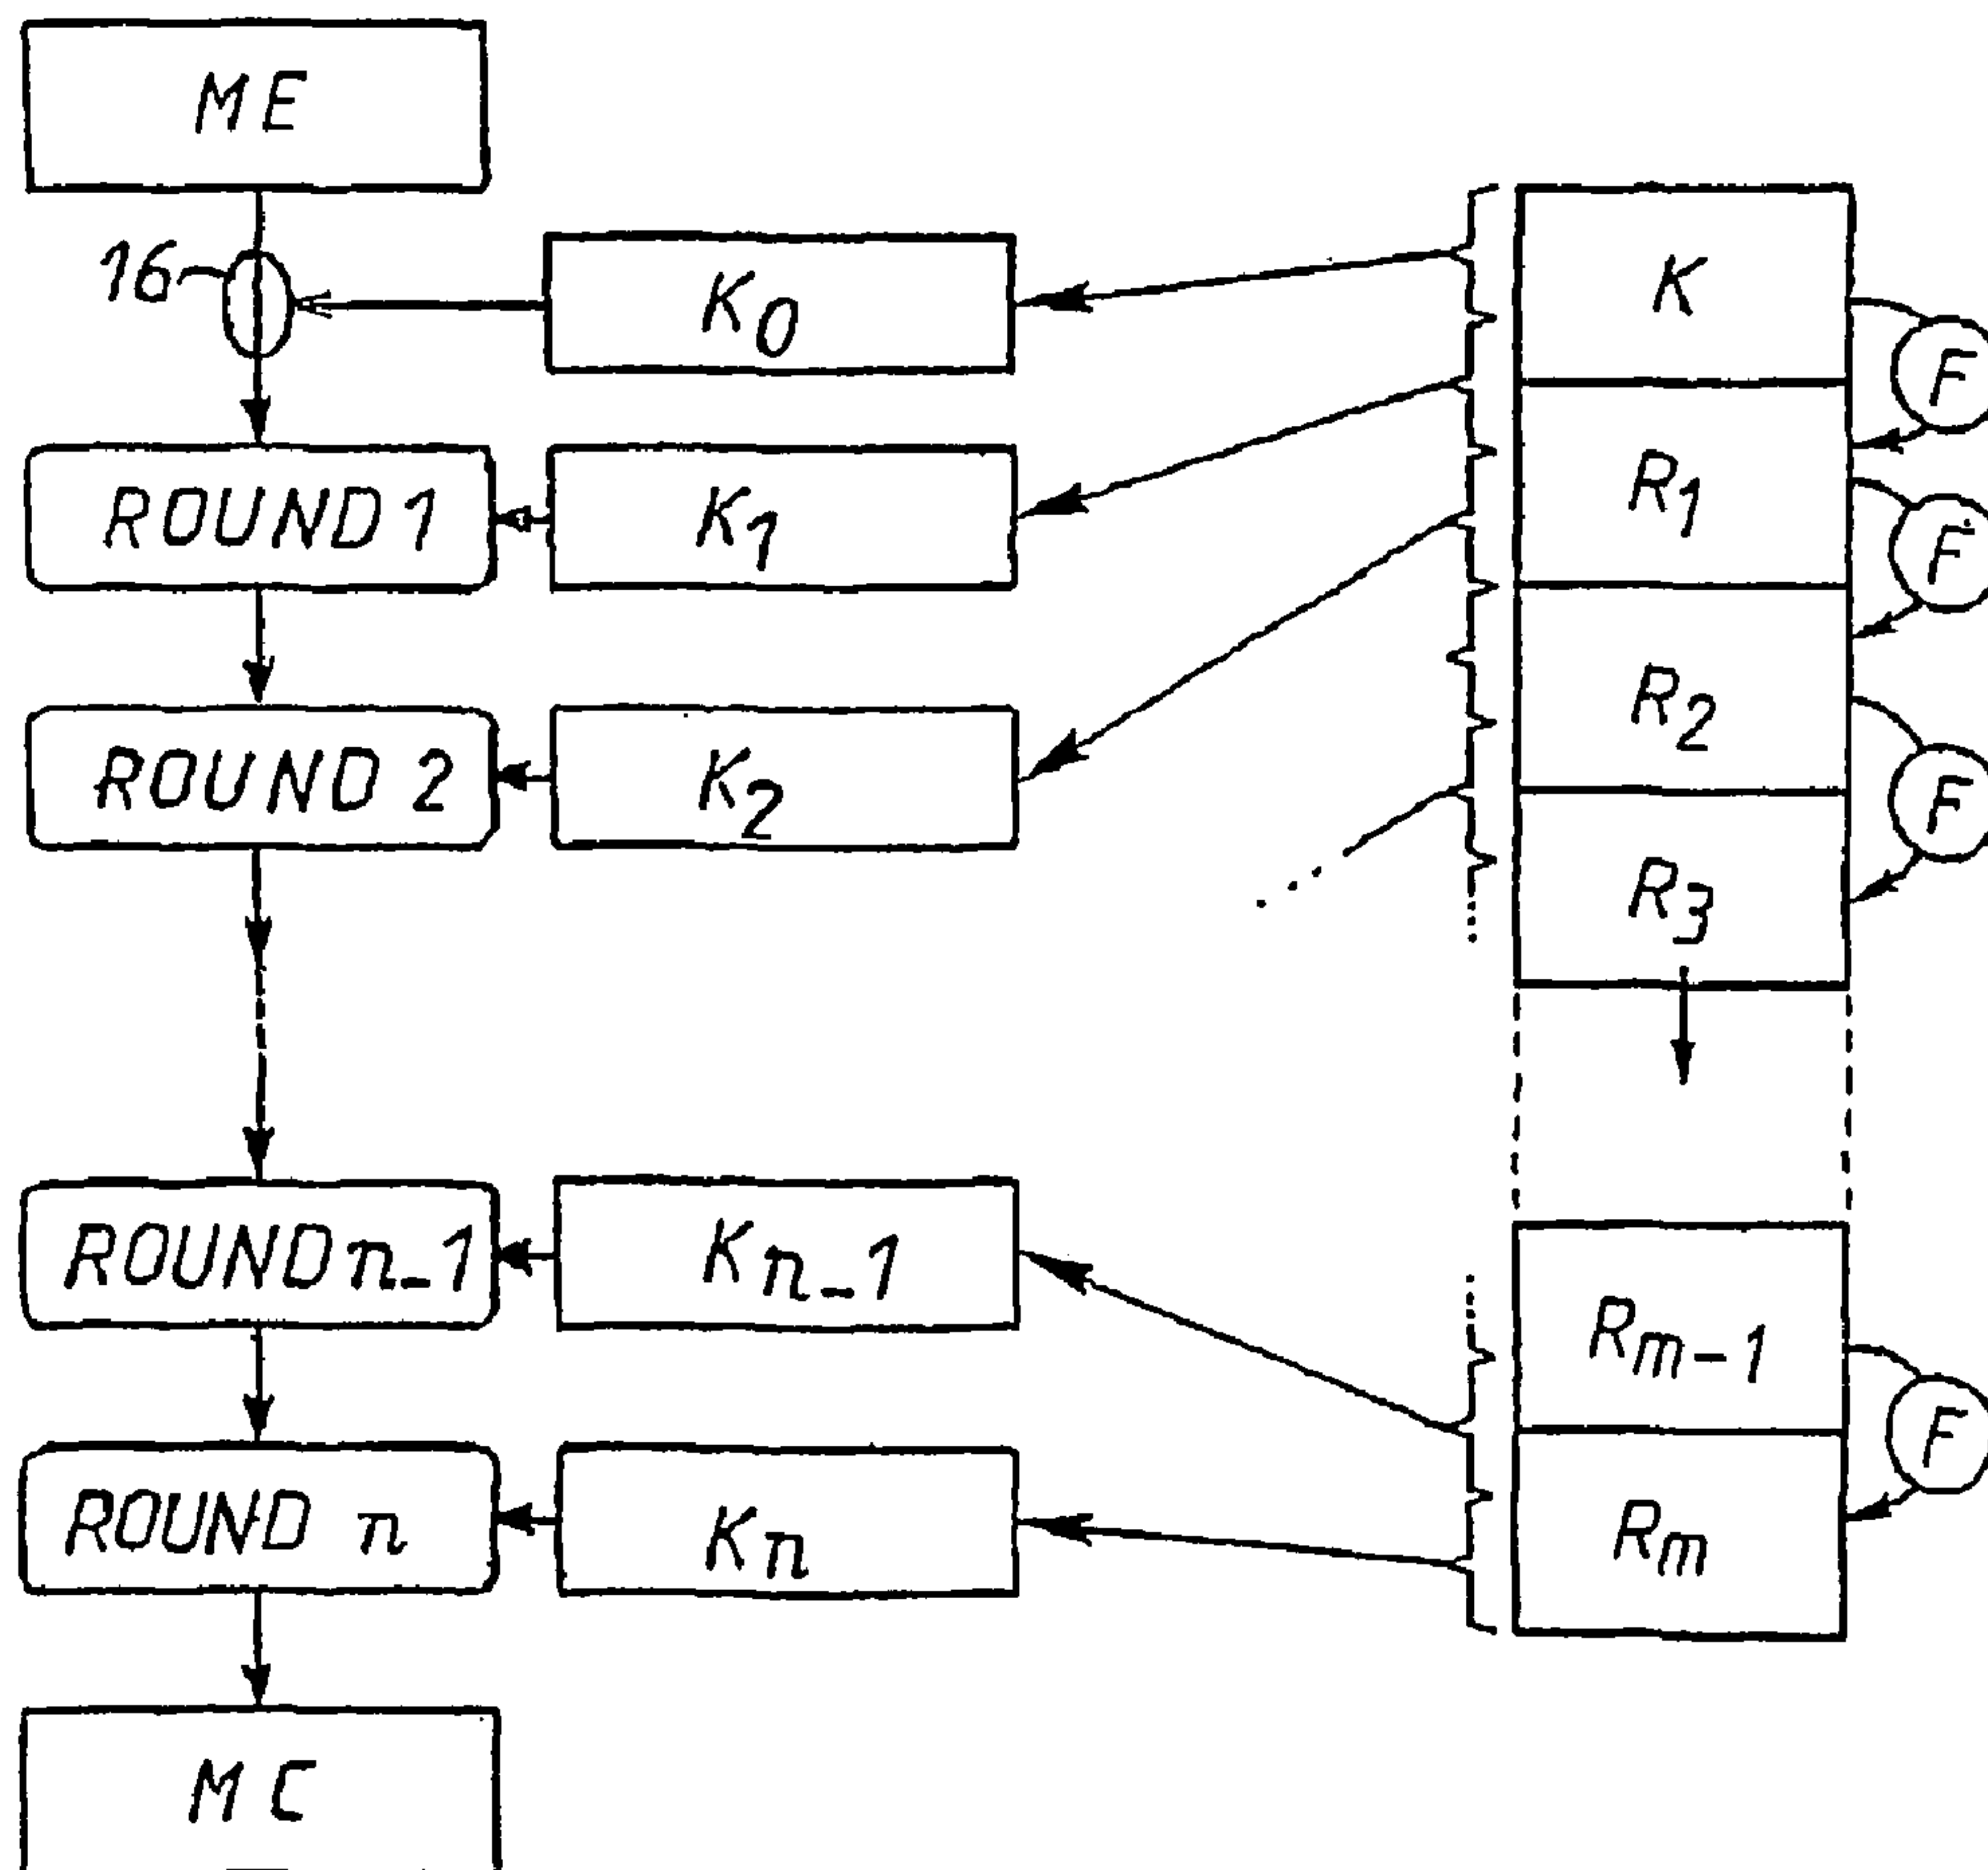 ME
16
K0
K
F
ROUND 1
K1
R1
F
ROUND 2
K2
R2
F
R3
ROUND n-1
Kn-1
Rm-1
F
ROUND n
Kn
Rm
MC